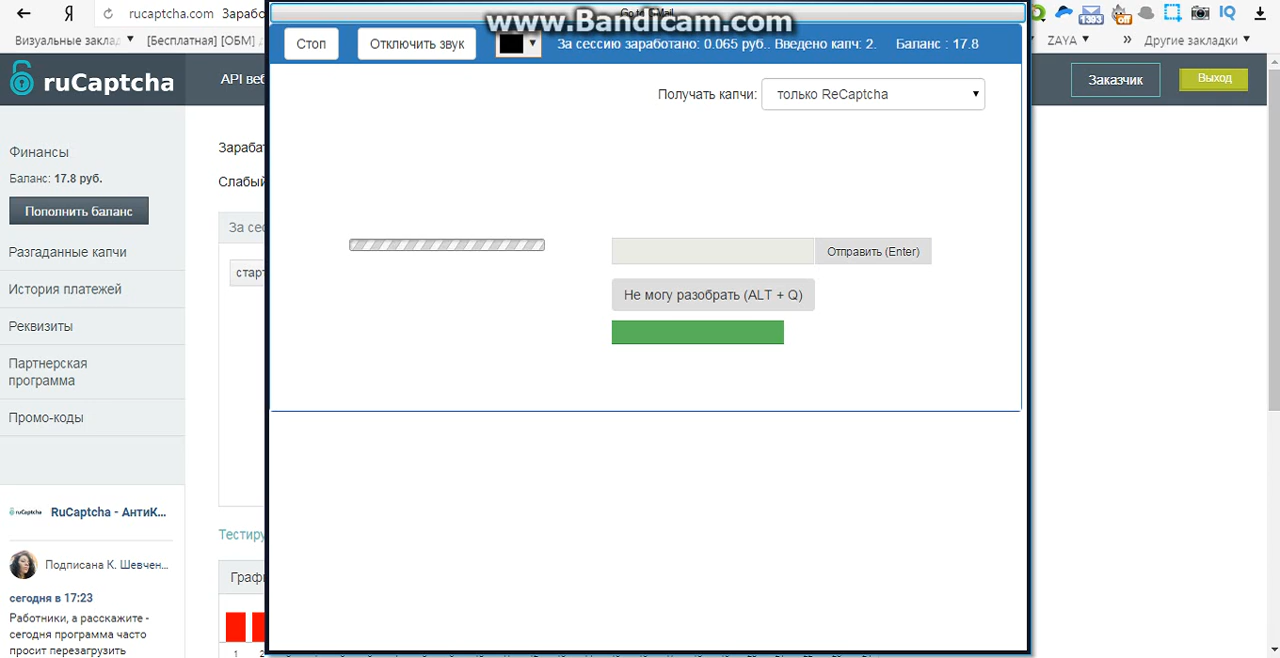 rucaptcha.com Зарабо
www.Bandicam.com
Визуальные заклад
[Бесплатная] [ОБМ]
ZAYA
»
Другие закладки
Стоп
Отключить звук
За сессию заработано: 0.065 руб.. Введено капч: 2.
Баланс : 17.8
ruCaptcha
API веб
Заказчик
Выход
Получать капчи:
только ReCaptcha
Финансы
Баланс: 17.8 руб.
Пополнить баланс
Разгаданные капчи
История платежей
Реквизиты
Партнерская
программа
Промо-коды
Зараба
Слабый
За сес
старт
Отправить (Enter)
Не могу разобрать (ALT + Q)
Тестиру
Граф
RuCaptcha - АнтиК...
Подписана К. Шевчен...
сегодня в 17:23
Работники, а расскажите -
сегодня программа часто
просит перезагрузить